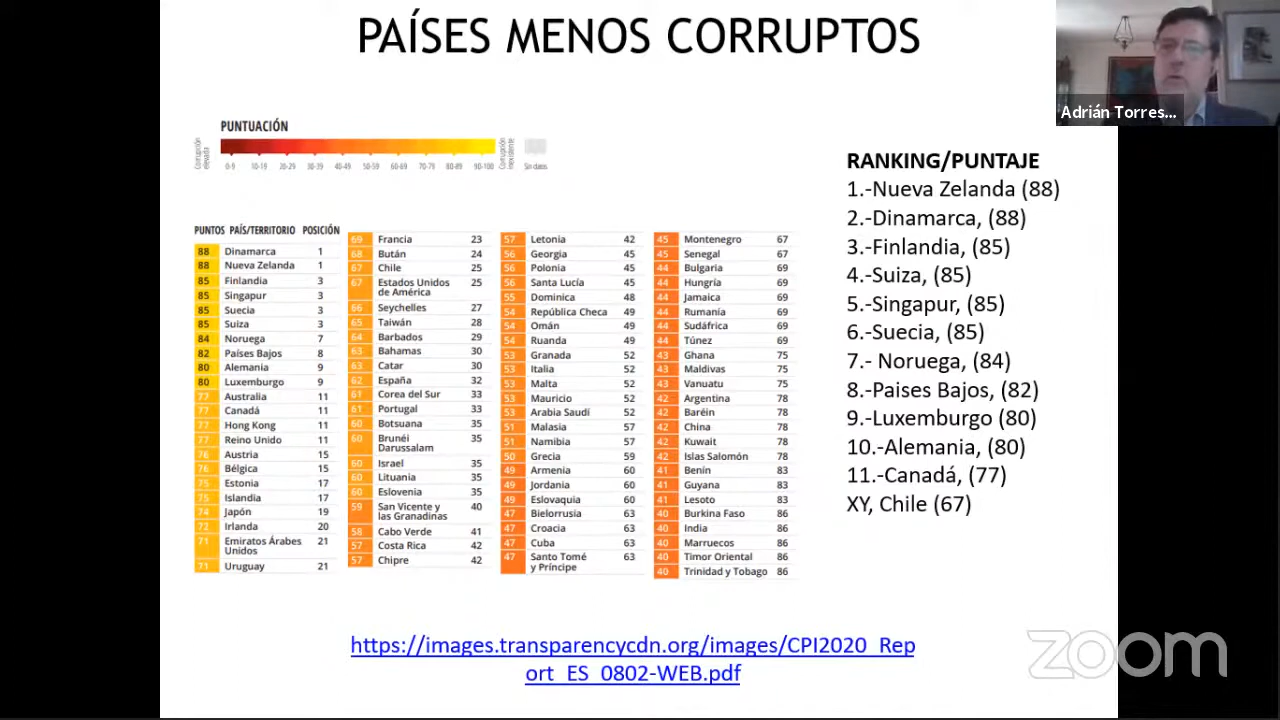 PAÍSES MENOS CORRUPTOS
Adrián Torres...
PUNTUACIÓN
Corrupción elevada
0-9 10-19 20-29 30-39 40-49 50-59 60-69 70-79 80-89 90-100
Corrupción inexistente
Sin datos
PUNTOS PAÍS/TERRITORIO POSICIÓN
88 Dinamarca 1
88 Nueva Zelanda 1
85 Finlandia 3
85 Singapur 3
85 Suecia 3
85 Suiza 3
84 Noruega 7
82 Países Bajos 8
80 Alemania 9
80 Luxemburgo 9
77 Australia 11
77 Canadá 11
77 Hong Kong 11
77 Reino Unido 11
76 Austria 15
76 Bélgica 15
75 Estonia 17
75 Islandia 17
74 Japón 19
72 Irlanda 20
71 Emiratos Árabes 21
Unidos
71 Uruguay 21
69 Francia 23
68 Bután 24
67 Chile 25
67 Estados Unidos 25
de América
66 Seychelles 27
65 Taiwán 28
64 Barbados 29
63 Bahamas 30
63 Catar 30
62 España 32
61 Corea del Sur 33
61 Portugal 33
60 Botsuana 35
60 Brunéi 35
Darussalam
60 Israel 35
60 Lituania 35
60 Eslovenia 35
59 San Vicente y 40
las Granadinas
58 Cabo Verde 41
57 Costa Rica 42
57 Chipre 42
57 Letonia 42
56 Georgia 45
56 Polonia 45
56 Santa Lucía 45
55 Dominica 48
54 República Checa 49
54 Omán 49
54 Ruanda 49
53 Granada 52
53 Italia 52
53 Malta 52
53 Mauricio 52
53 Arabia Saudí 52
51 Malasia 57
51 Namibia 57
50 Grecia 59
49 Armenia 60
49 Jordania 60
49 Eslovaquia 60
47 Bielorrusia 63
47 Croacia 63
47 Cuba 63
47 Santo Tomé 63
y Príncipe
45 Montenegro 67
45 Senegal 67
44 Bulgaria 69
44 Hungría 69
44 Jamaica 69
44 Rumanía 69
44 Sudáfrica 69
44 Túnez 69
43 Ghana 75
43 Maldivas 75
43 Vanuatu 75
42 Argentina 78
42 Baréin 78
42 China 78
42 Kuwait 78
42 Islas Salomón 78
41 Benín 83
41 Guyana 83
41 Lesoto 83
40 Burkina Faso 86
40 India 86
40 Marruecos 86
40 Timor Oriental 86
40 Trinidad y Tobago 86
RANKING/PUNTAJE
1.-Nueva Zelanda (88)
2.-Dinamarca, (88)
3.-Finlandia, (85)
4.-Suiza, (85)
5.-Singapur, (85)
6.-Suecia, (85)
7.- Noruega, (84)
8.-Paises Bajos, (82)
9.-Luxemburgo (80)
10.-Alemania, (80)
11.-Canadá, (77)
XY, Chile (67)
https://images.transparencycdn.org/images/CPI2020_Rep
ort_ES_0802-WEB.pdf
zoom